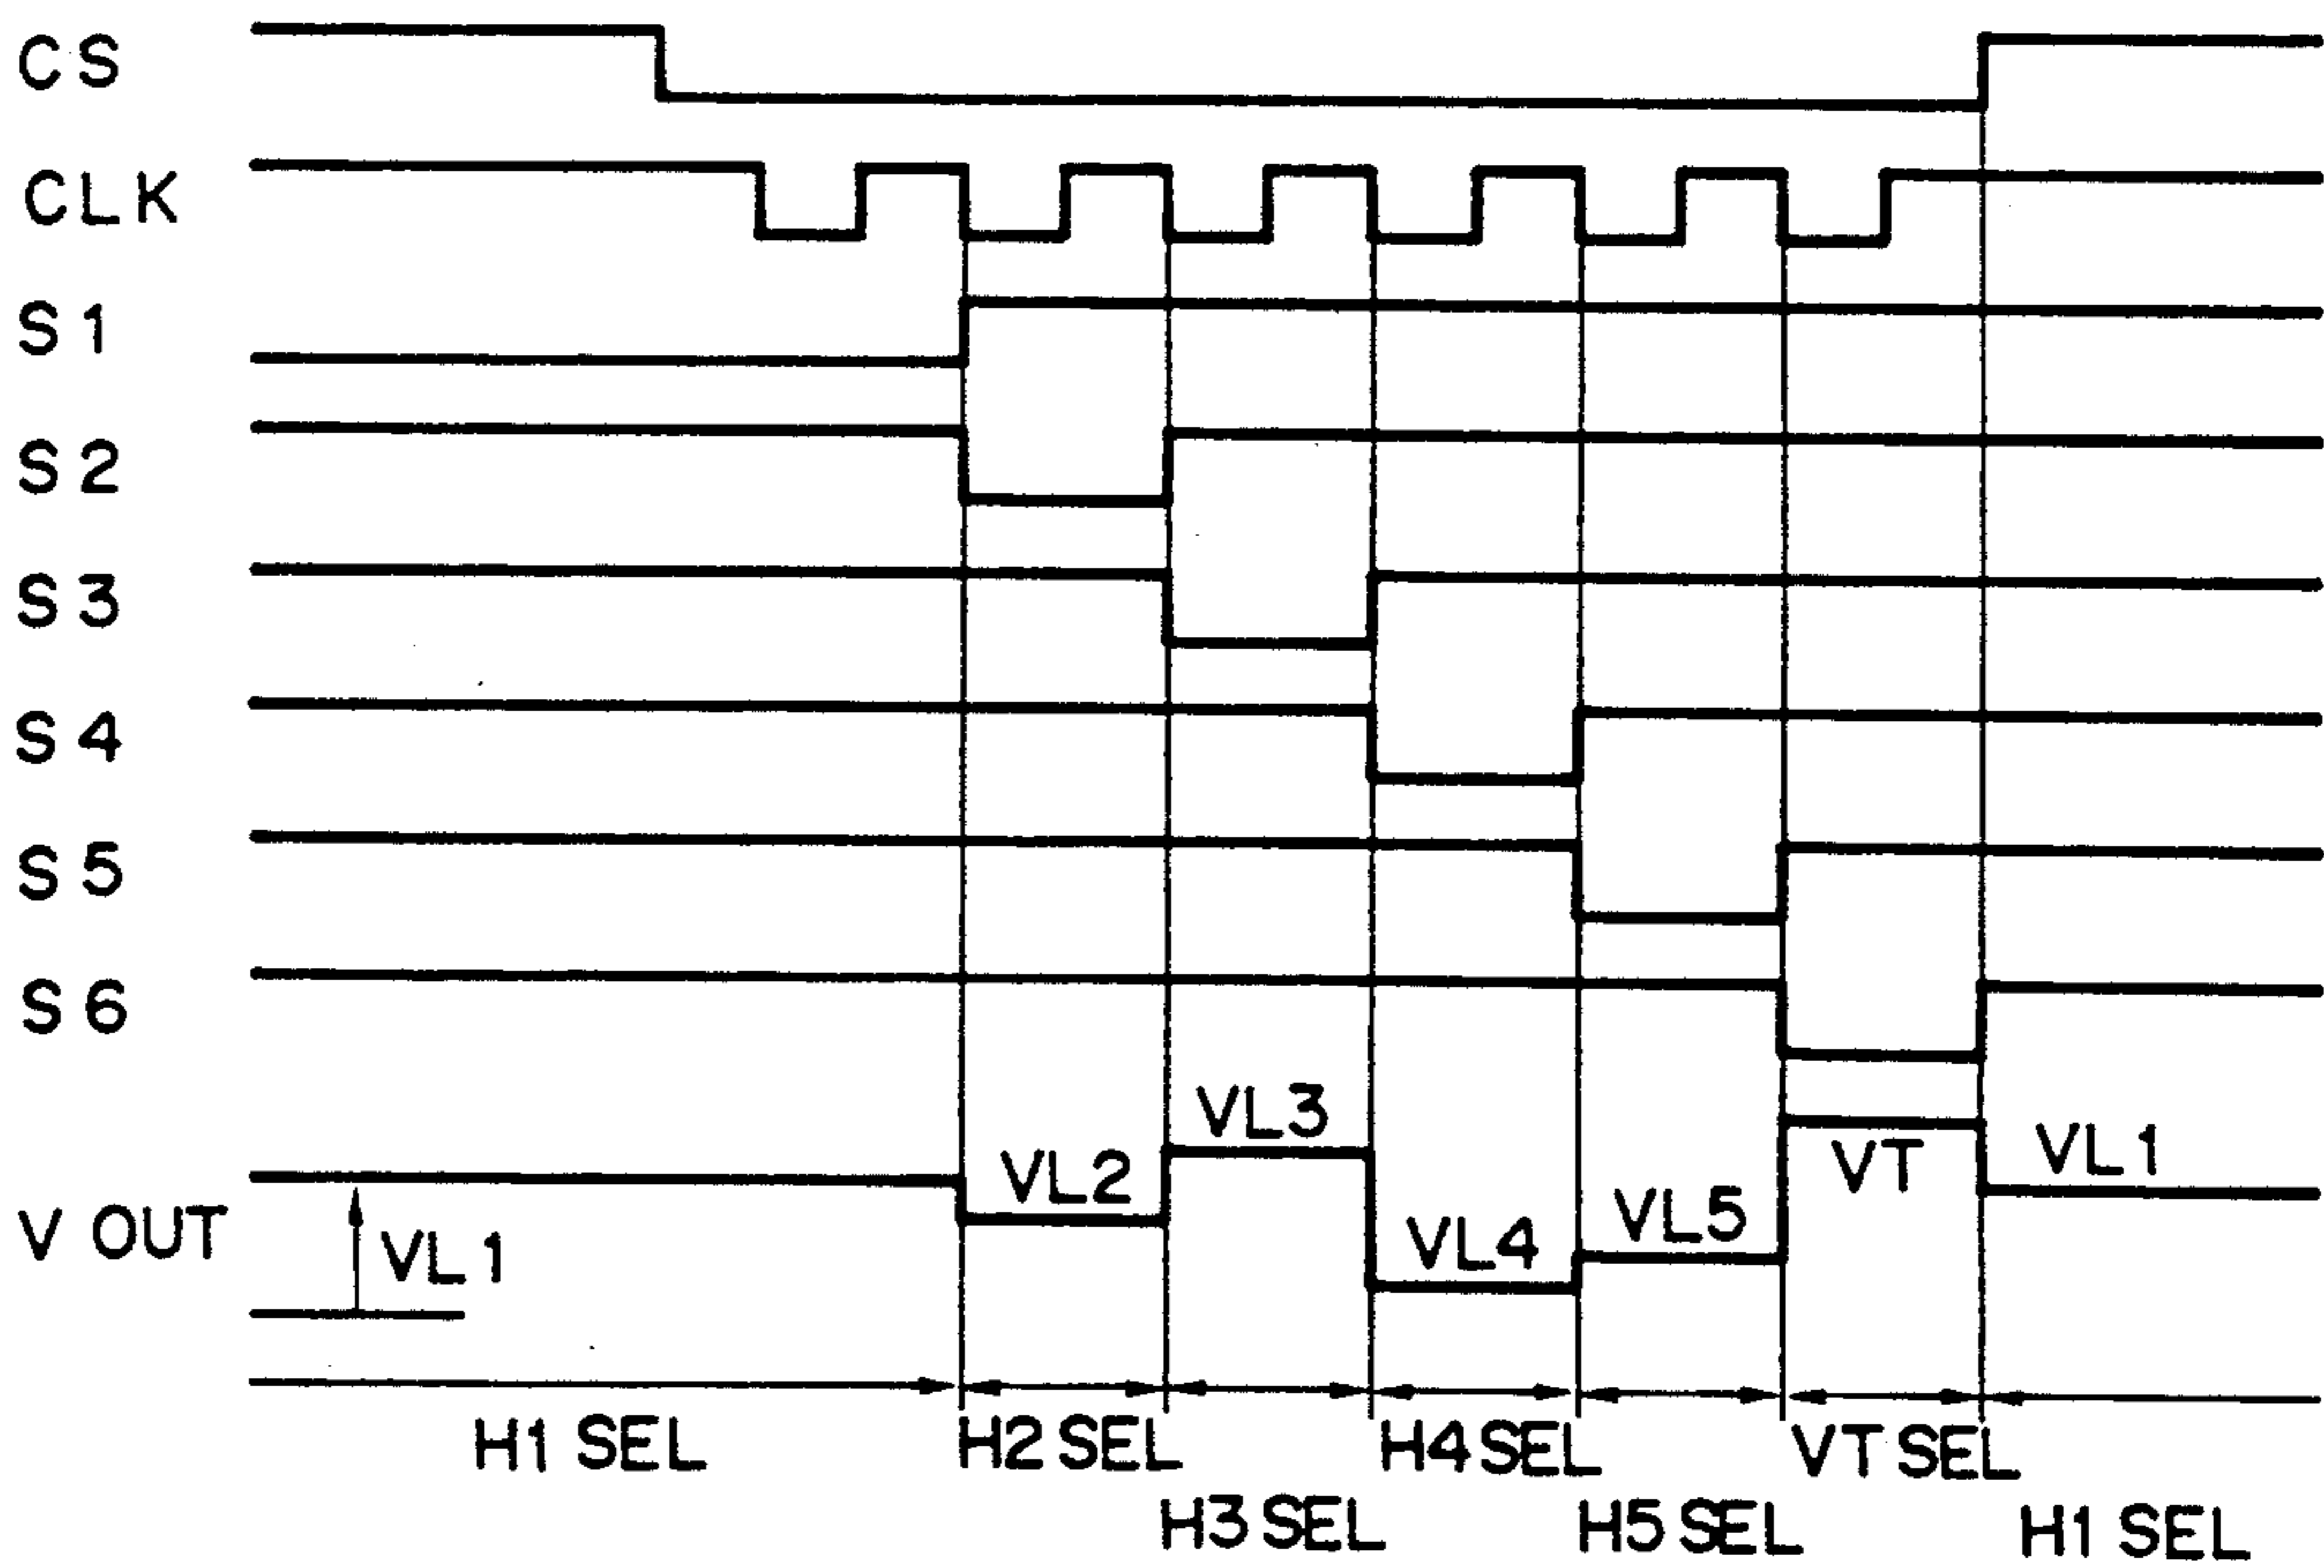 CS
CLK
S1
S2
S3
S4
S5
S6
V OUT
VL1
VL2
VL3
VL4
VL5
VT
VL1
H1 SEL
H2 SEL
H3 SEL
H4 SEL
H5 SEL
VT SEL
H1 SEL